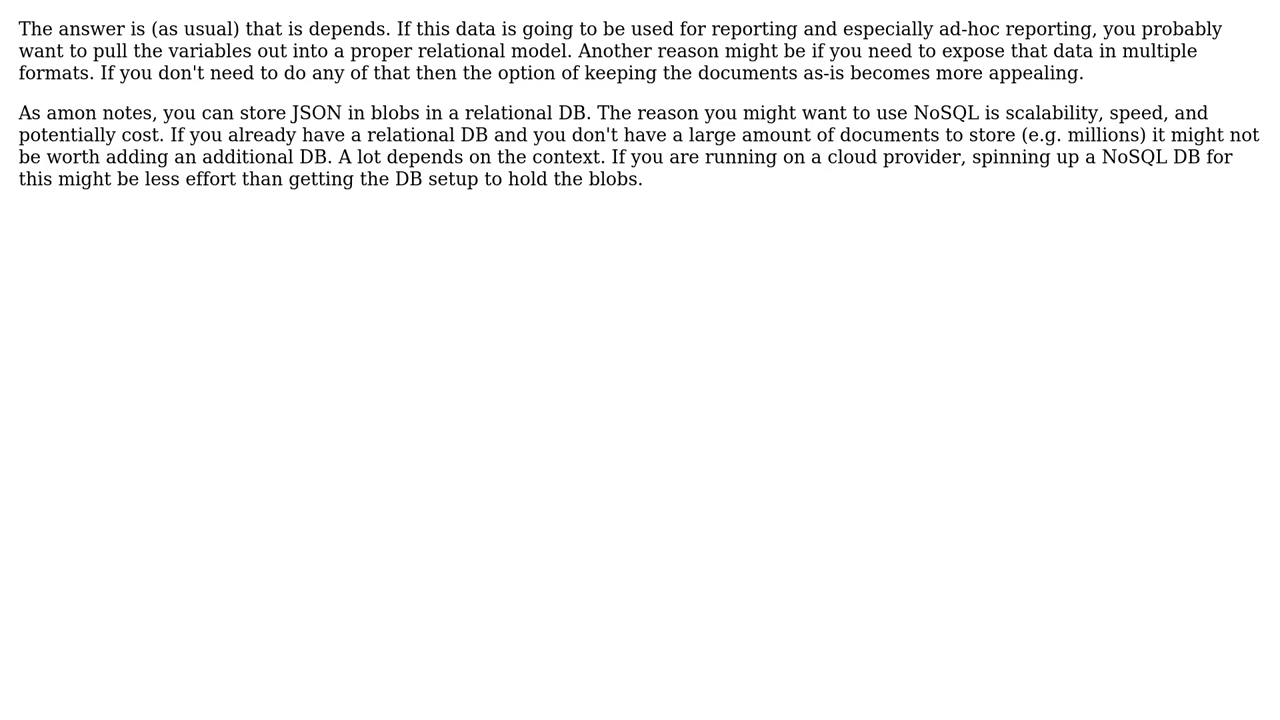 The answer is (as usual) that is depends. If this data is going to be used for reporting and especially ad-hoc reporting, you probably
want to pull the variables out into a proper relational model. Another reason might be if you need to expose that data in multiple
formats. If you don't need to do any of that then the option of keeping the documents as-is becomes more appealing.
As amon notes, you can store JSON in blobs in a relational DB. The reason you might want to use NoSQL is scalability, speed, and
potentially cost. If you already have a relational DB and you don't have a large amount of documents to store (e.g. millions) it might not
be worth adding an additional DB. A lot depends on the context. If you are running on a cloud provider, spinning up a NoSQL DB for
this might be less effort than getting the DB setup to hold the blobs.